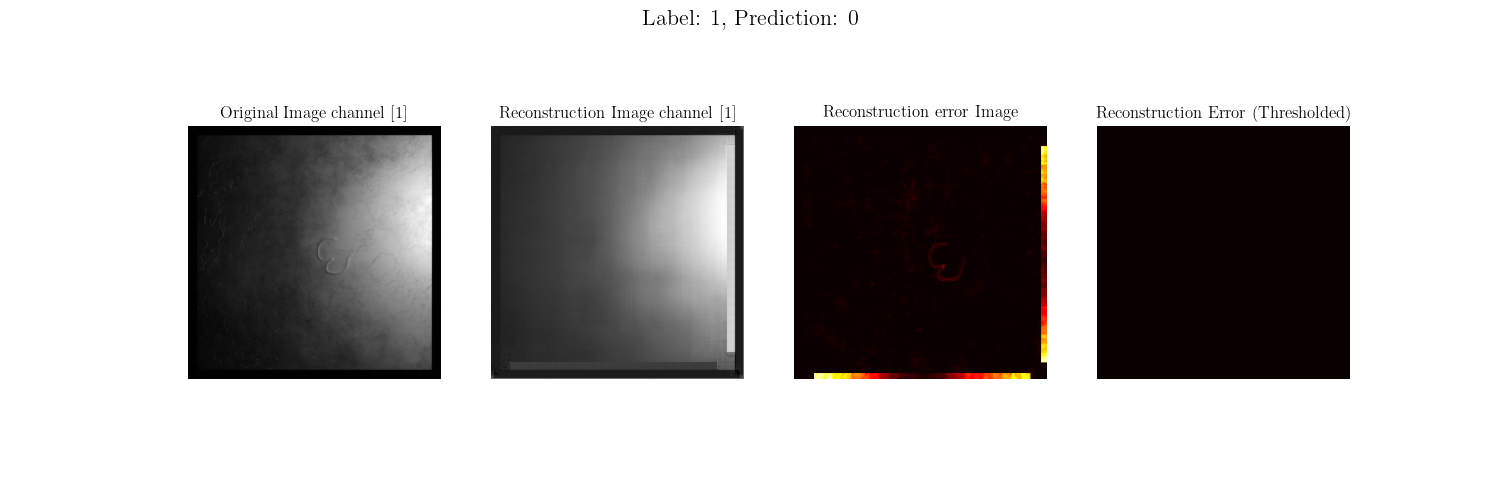 Label: 1, Prediction: 0
Original Image channel [1]
Reconstruction Image channel [1]
Reconstruction error Image
Reconstruction Error (Thresholded)